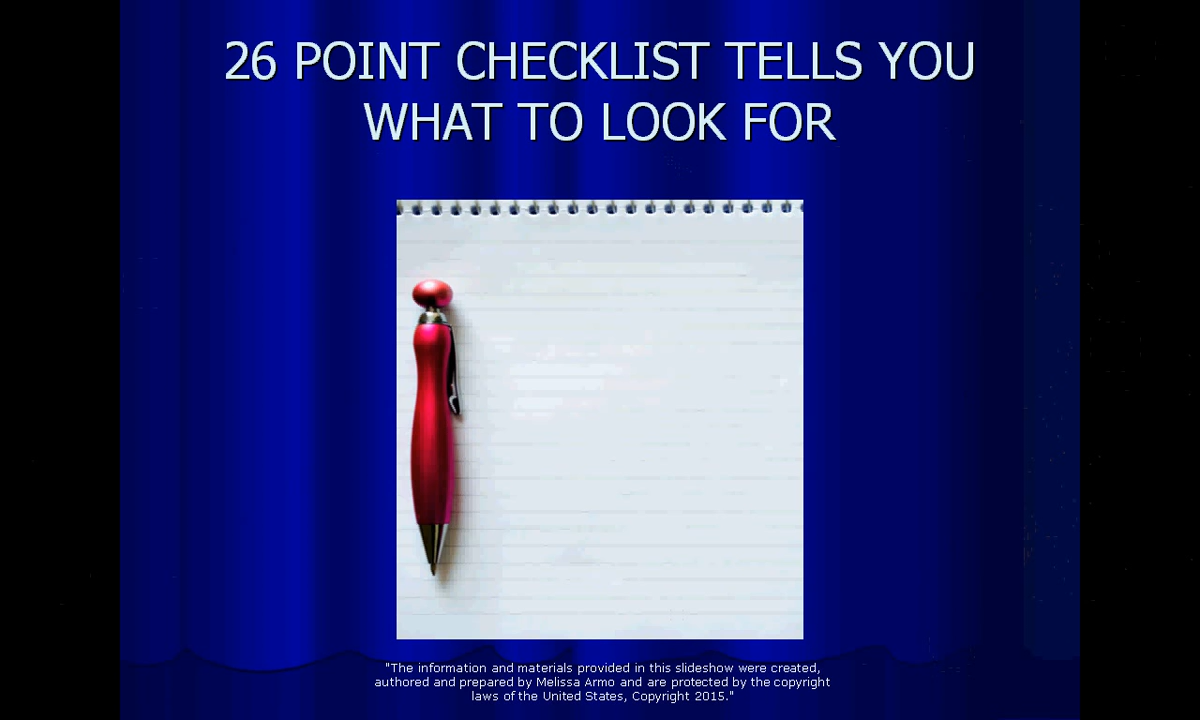 26 POINT CHECKLIST TELLS YOU
WHAT TO LOOK FOR
"The information and materials provided in this slideshow were created,
authored and prepared by Melissa Armo and are protected by the copyright
laws of the United States, Copyright 2015."